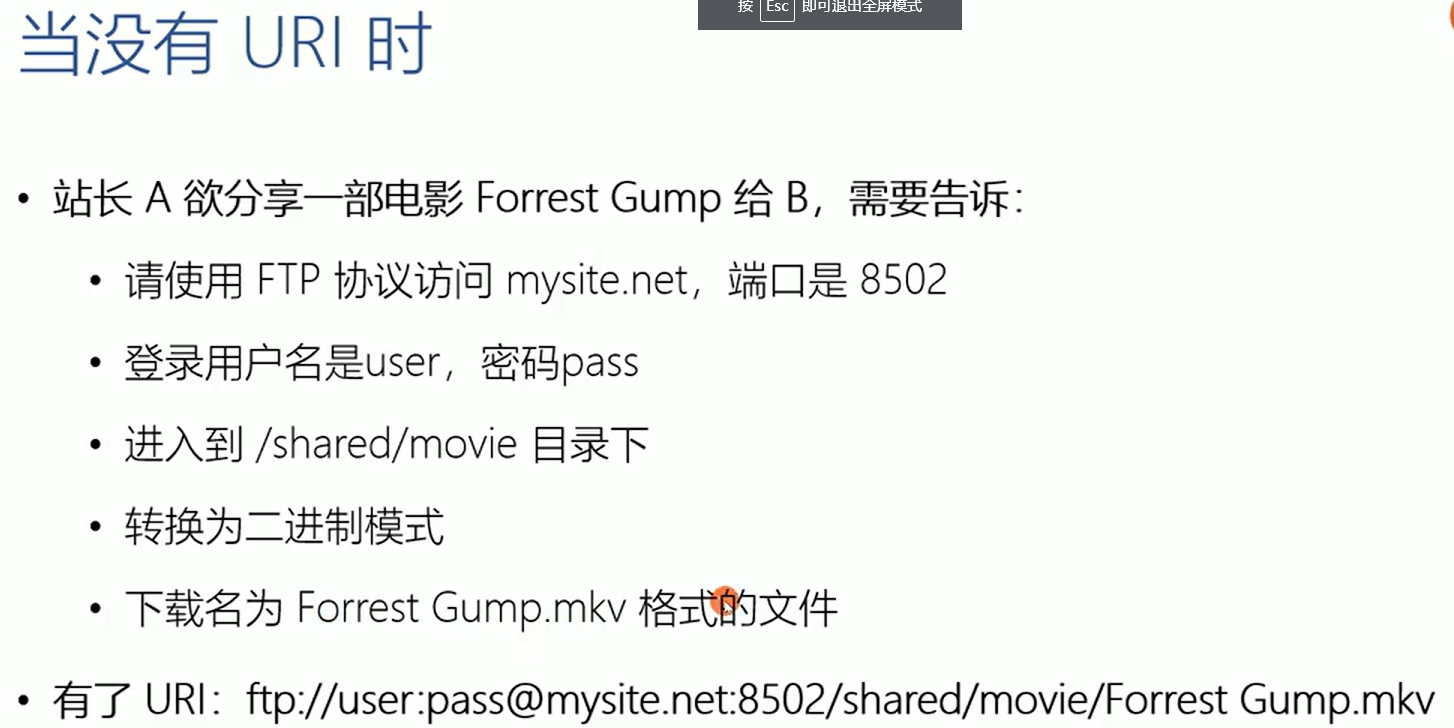 按 Esc 即可退出全屏模式
当没有 URI 时
• 站长 A 欲分享一部电影 Forrest Gump 给 B，需要告诉：
• 请使用 FTP 协议访问 mysite.net，端口是 8502
• 登录用户名是user，密码pass
• 进入到 /shared/movie 目录下
• 转换为二进制模式
• 下载名为 Forrest Gump.mkv 格式的文件
• 有了 URI：ftp://user:pass@mysite.net:8502/shared/movie/Forrest Gump.mkv